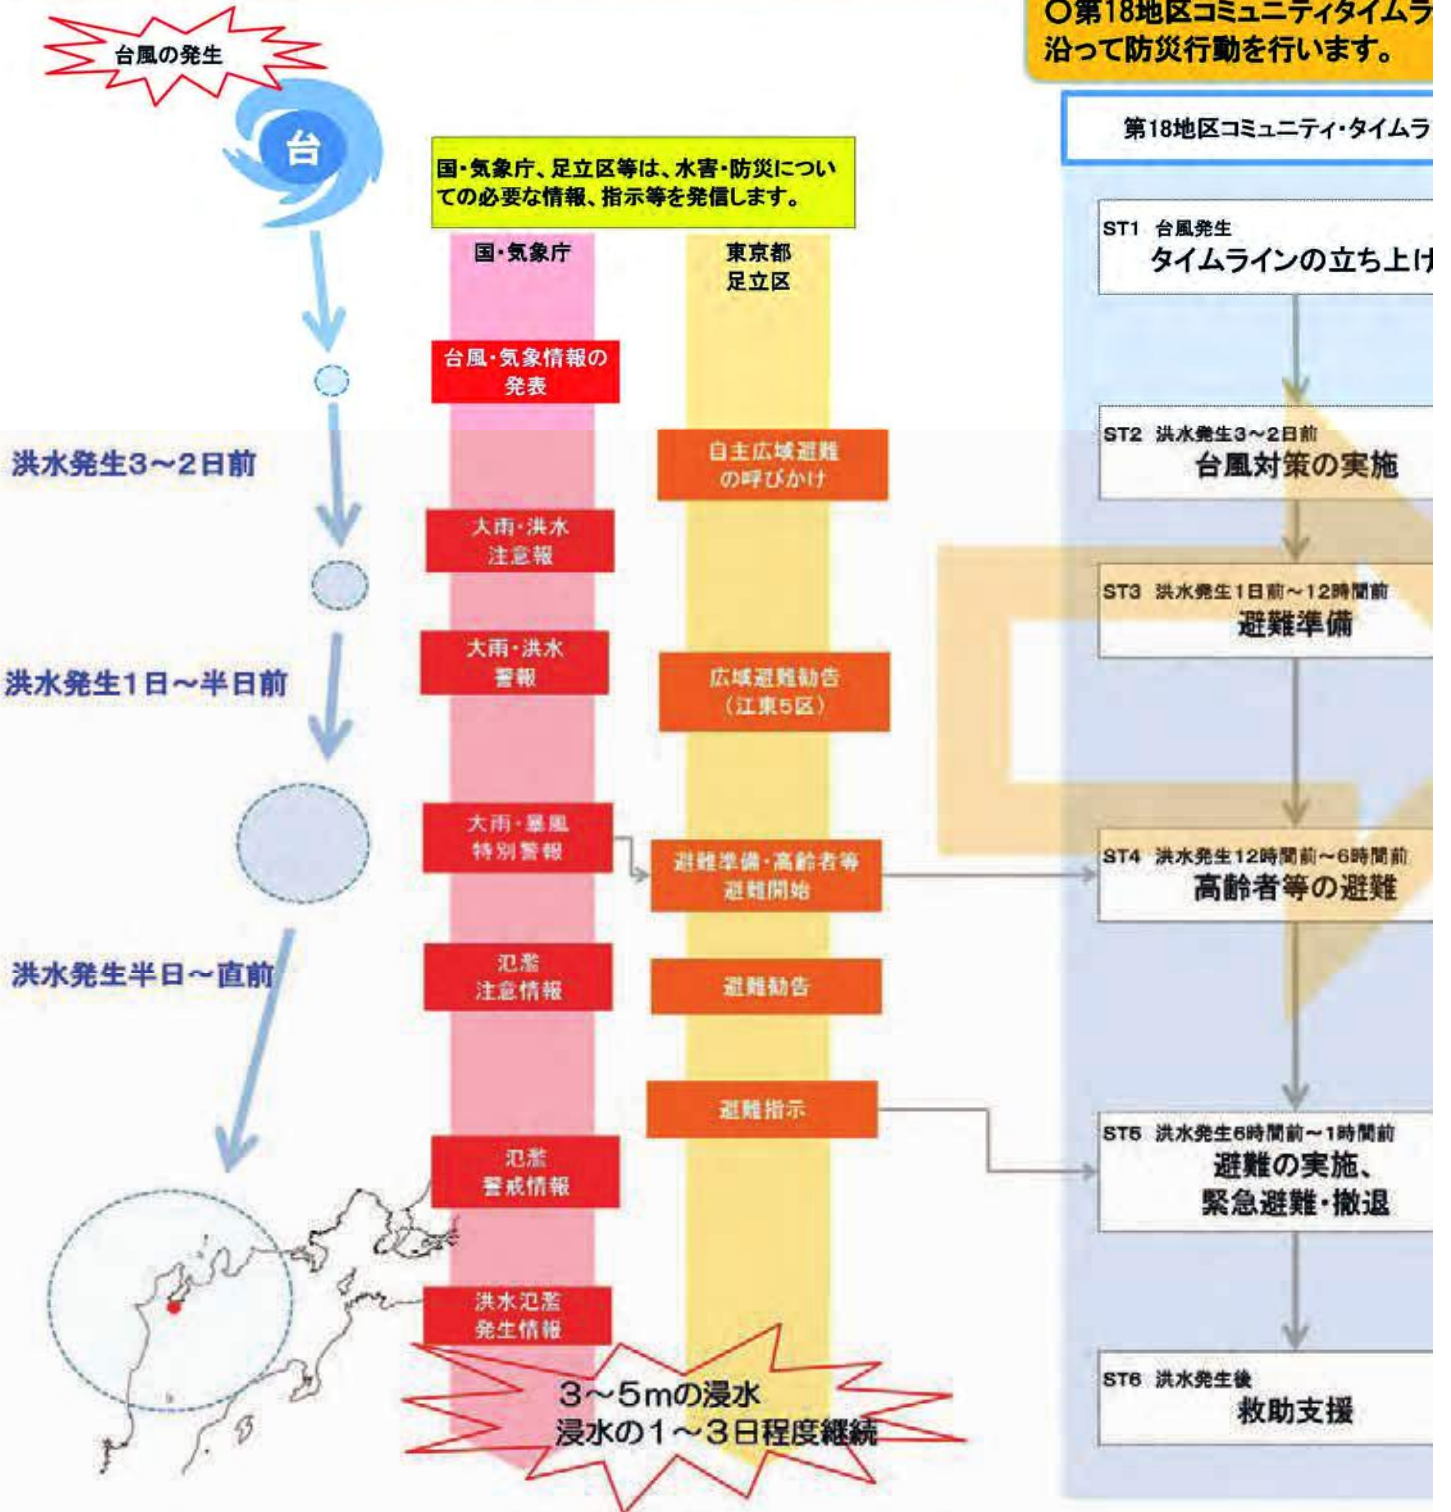 台風の発生
台
〇第18地区コミュニティタイムラ
沿って防災行動を行います。
第18地区コミュニティ・タイムラ
国・気象庁、足立区等は、水害・防災につい
ての必要な情報、指示等を発信します。
国・気象庁
東京都
足立区
台風・気象情報の
発表
洪水発生3～2日前
自主広域避難
の呼びかけ
大雨・洪水
注意報
大雨・洪水
警報
洪水発生1日～半日前
広域避難勧告
（江東5区）
大雨・暴風
特別警報
避難準備・高齢者等
避難開始
洪水発生半日～直前
氾濫
注意情報
避難勧告
避難指示
氾濫
警戒情報
洪水氾濫
発生情報
3～5mの浸水
浸水の1～3日程度継続
ST1 台風発生
タイムラインの立ち上げ
ST2 洪水発生3～2日前
台風対策の実施
ST3 洪水発生1日前～12時間前
避難準備
ST4 洪水発生12時間前～6時間前
高齢者等の避難
ST5 洪水発生6時間前～1時間前
避難の実施、
緊急避難・撤退
ST6 洪水発生後
救助支援